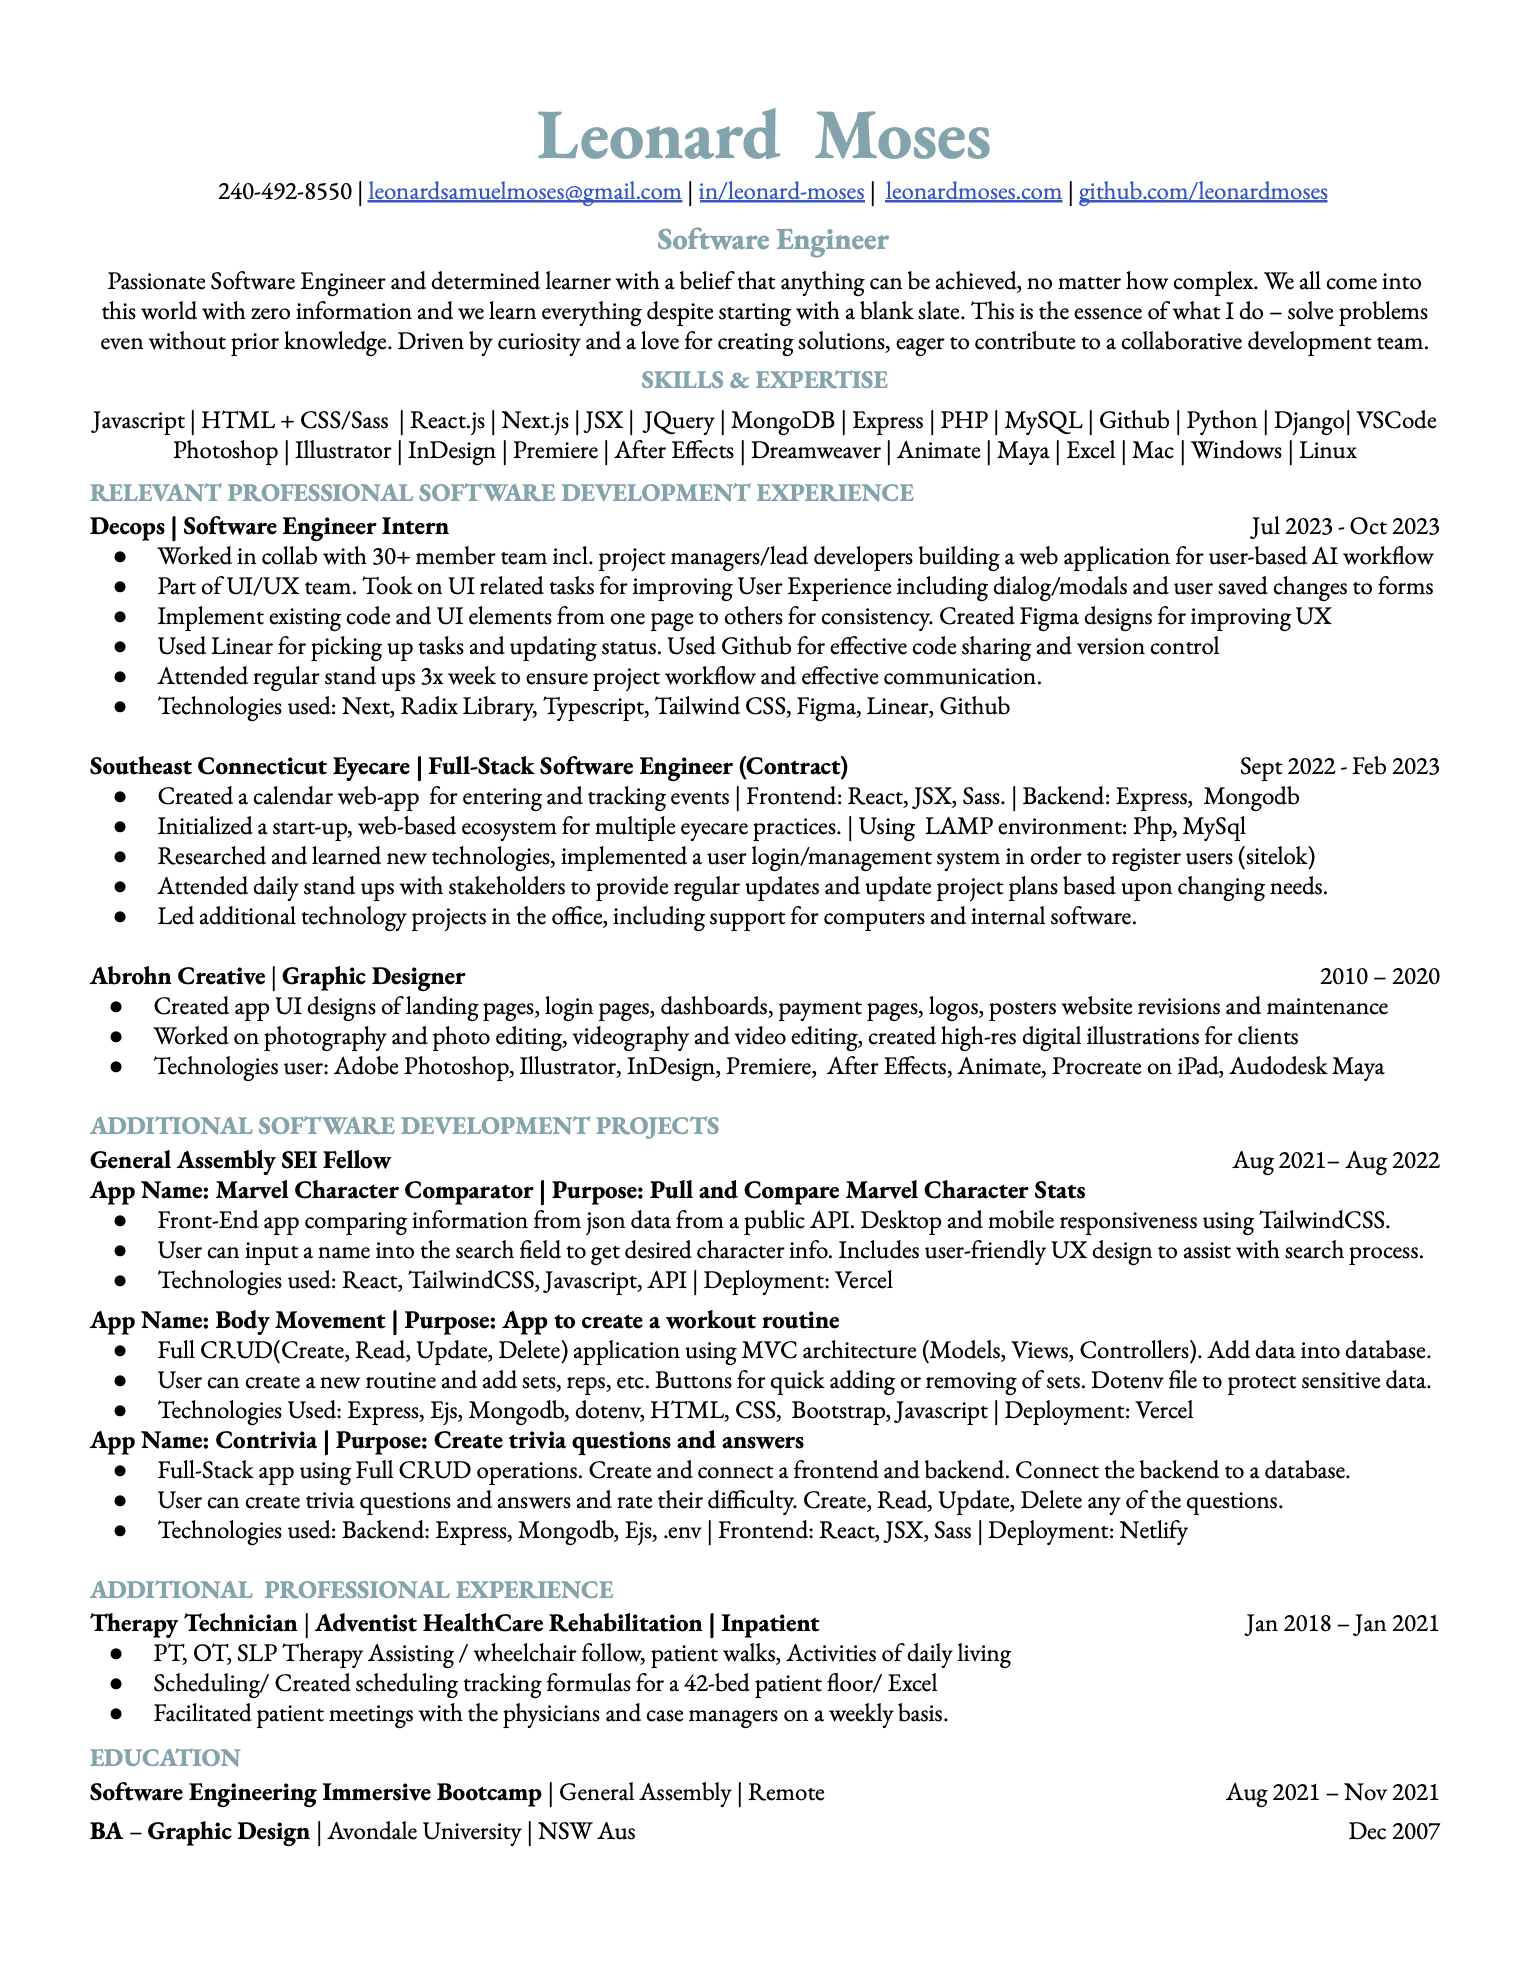 Leonard Moses
240-492-8550 | leonardsamuelmoses@gmail.com | in/leonard-moses | leonardmoses.com | github.com/leonardmoses
Software Engineer
Passionate Software Engineer and determined learner with a belief that anything can be achieved, no matter how complex. We all come into
this world with zero information and we learn everything despite starting with a blank slate. This is the essence of what I do – solve problems
even without prior knowledge. Driven by curiosity and a love for creating solutions, eager to contribute to a collaborative development team.
SKILLS & EXPERTISE
Javascript | HTML + CSS/Sass | React.js | Next.js | JSX | JQuery | MongoDB | Express | PHP | MySQL | Github | Python | Django| VSCode
Photoshop | Illustrator | InDesign | Premiere | After Effects | Dreamweaver | Animate | Maya | Excel | Mac | Windows | Linux
RELEVANT PROFESSIONAL SOFTWARE DEVELOPMENT EXPERIENCE
Decops | Software Engineer Intern Jul 2023 - Oct 2023
● Worked in collab with 30+ member team incl. project managers/lead developers building a web application for user-based AI workflow
● Part of UI/UX team. Took on UI related tasks for improving User Experience including dialog/modals and user saved changes to forms
● Implement existing code and UI elements from one page to others for consistency. Created Figma designs for improving UX
● Used Linear for picking up tasks and updating status. Used Github for effective code sharing and version control
● Attended regular stand ups 3x week to ensure project workflow and effective communication.
● Technologies used: Next, Radix Library, Typescript, Tailwind CSS, Figma, Linear, Github
Southeast Connecticut Eyecare | Full-Stack Software Engineer (Contract) Sept 2022 - Feb 2023
● Created a calendar web-app for entering and tracking events | Frontend: React, JSX, Sass. | Backend: Express, Mongodb
● Initialized a start-up, web-based ecosystem for multiple eyecare practices. | Using LAMP environment: Php, MySql
● Researched and learned new technologies, implemented a user login/management system in order to register users (sitelok)
● Attended daily stand ups with stakeholders to provide regular updates and update project plans based upon changing needs.
● Led additional technology projects in the office, including support for computers and internal software.
Abrohn Creative | Graphic Designer 2010 – 2020
● Created app UI designs of landing pages, login pages, dashboards, payment pages, logos, posters website revisions and maintenance
● Worked on photography and photo editing, videography and video editing, created high-res digital illustrations for clients
● Technologies user: Adobe Photoshop, Illustrator, InDesign, Premiere, After Effects, Animate, Procreate on iPad, Audodesk Maya
ADDITIONAL SOFTWARE DEVELOPMENT PROJECTS
General Assembly SEI Fellow Aug 2021– Aug 2022
App Name: Marvel Character Comparator | Purpose: Pull and Compare Marvel Character Stats
● Front-End app comparing information from json data from a public API. Desktop and mobile responsiveness using TailwindCSS.
● User can input a name into the search field to get desired character info. Includes user-friendly UX design to assist with search process.
● Technologies used: React, TailwindCSS, Javascript, API | Deployment: Vercel
App Name: Body Movement | Purpose: App to create a workout routine
● Full CRUD(Create, Read, Update, Delete) application using MVC architecture (Models, Views, Controllers). Add data into database.
● User can create a new routine and add sets, reps, etc. Buttons for quick adding or removing of sets. Dotenv file to protect sensitive data.
● Technologies Used: Express, Ejs, Mongodb, dotenv, HTML, CSS, Bootstrap, Javascript | Deployment: Vercel
App Name: Contrivia | Purpose: Create trivia questions and answers
● Full-Stack app using Full CRUD operations. Create and connect a frontend and backend. Connect the backend to a database.
● User can create trivia questions and answers and rate their difficulty. Create, Read, Update, Delete any of the questions.
● Technologies used: Backend: Express, Mongodb, Ejs, .env | Frontend: React, JSX, Sass | Deployment: Netlify
ADDITIONAL PROFESSIONAL EXPERIENCE
Therapy Technician | Adventist HealthCare Rehabilitation | Inpatient Jan 2018 – Jan 2021
● PT, OT, SLP Therapy Assisting / wheelchair follow, patient walks, Activities of daily living
● Scheduling/ Created scheduling tracking formulas for a 42-bed patient floor/ Excel
● Facilitated patient meetings with the physicians and case managers on a weekly basis.
EDUCATION
Software Engineering Immersive Bootcamp | General Assembly | Remote Aug 2021 – Nov 2021
BA – Graphic Design | Avondale University | NSW Aus Dec 2007